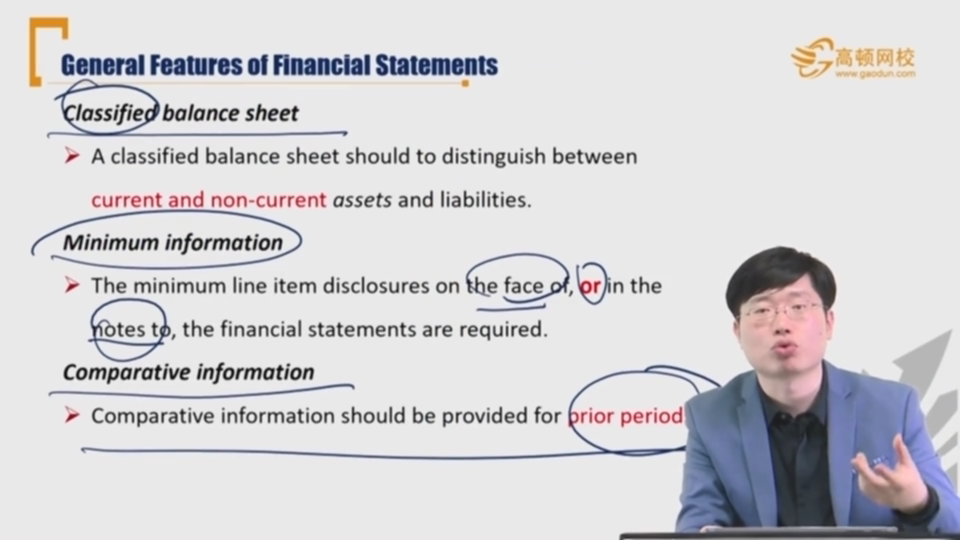 General Features of Financial Statements
高顿网校
www.gaodun.com
Classified balance sheet
A classified balance sheet should to distinguish between
current and non-current assets and liabilities.
Minimum information
The minimum line item disclosures on the face of, or in the
notes to, the financial statements are required.
Comparative information
Comparative information should be provided for prior period